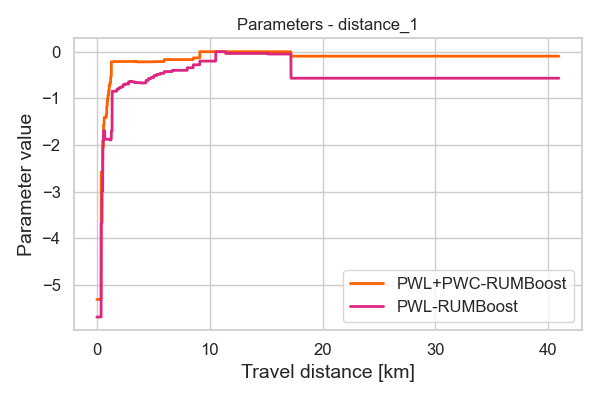 Parameters - distance_1
Parameter value
0
−1
−2
−3
−4
−5
PWL+PWC-RUMBoost
PWL-RUMBoost
0 10 20 30 40
Travel distance [km]